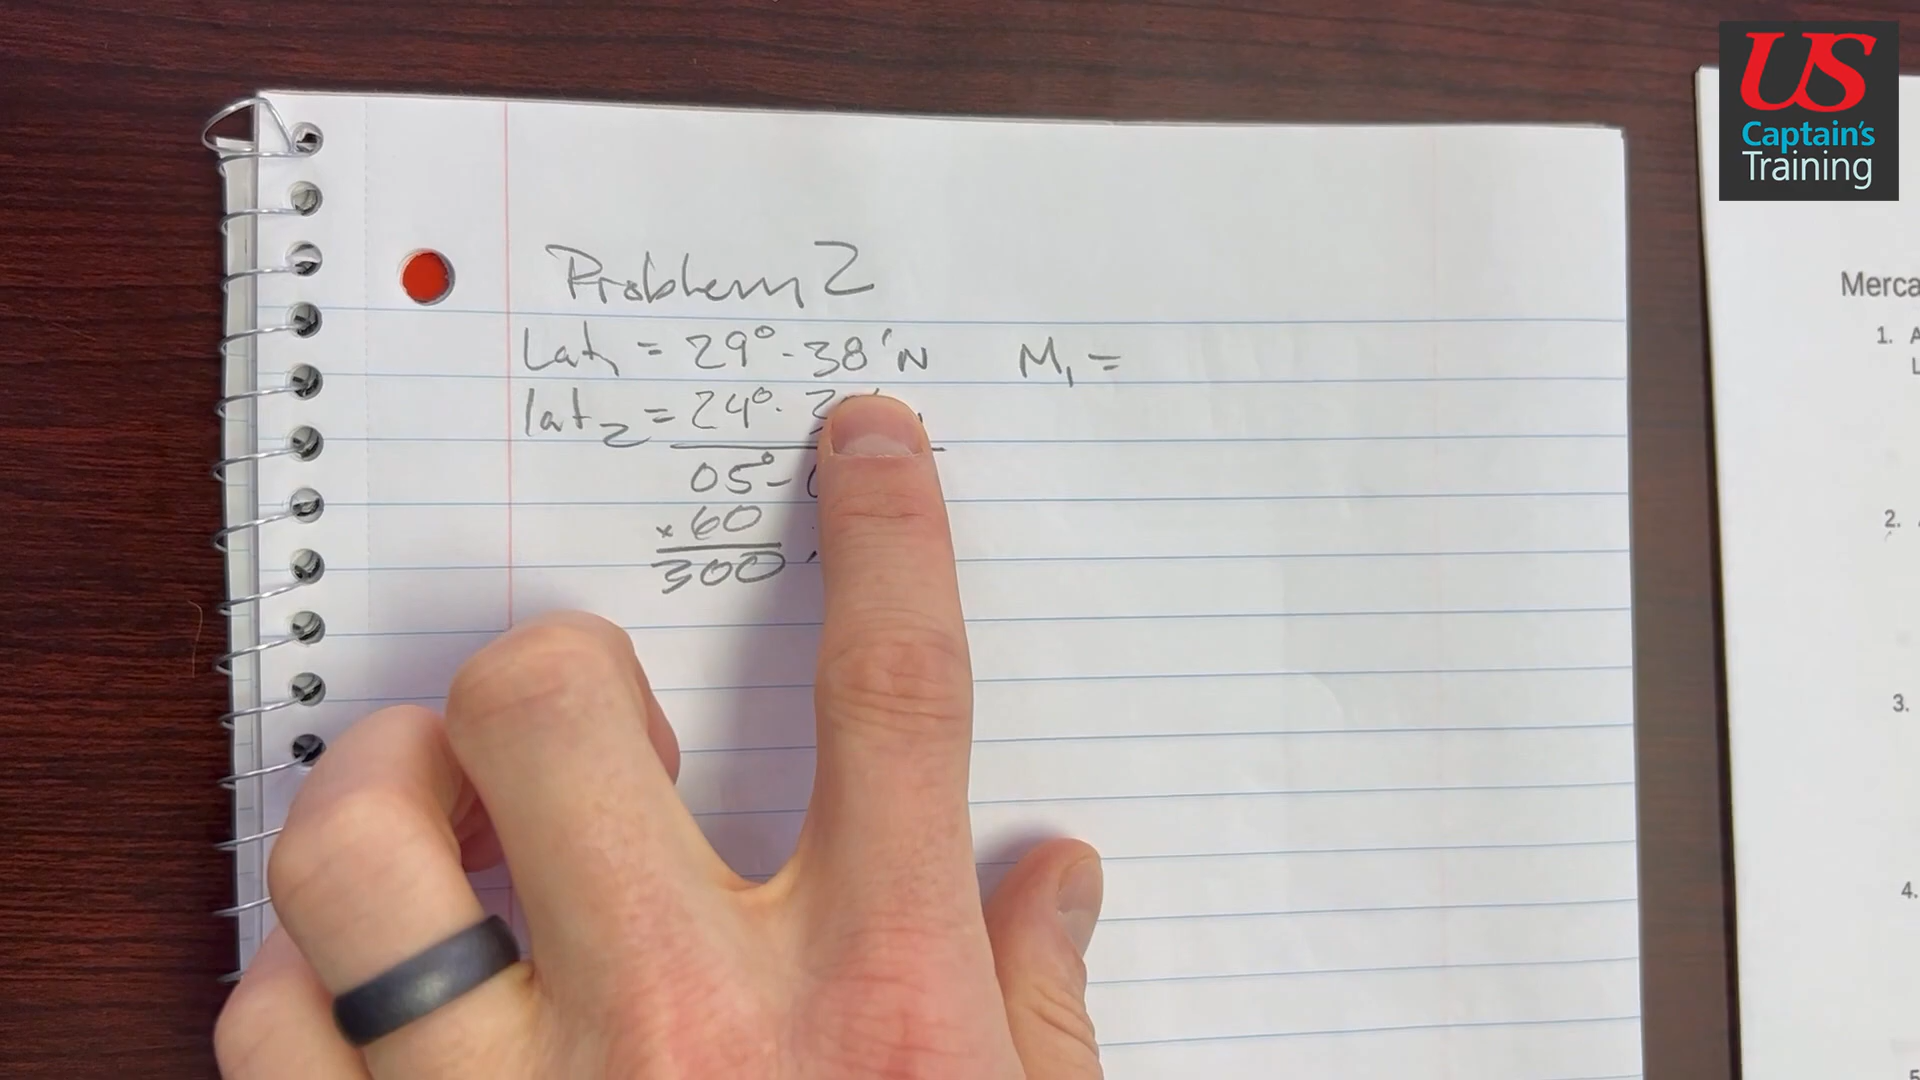 US
Captain's
Training
Problem 2
Lat₁ = 29° - 38' N M₁ =
lat₂ = 24° -
05° -
× 60
300
Merca
1. A
L
2.
3.
4.
5